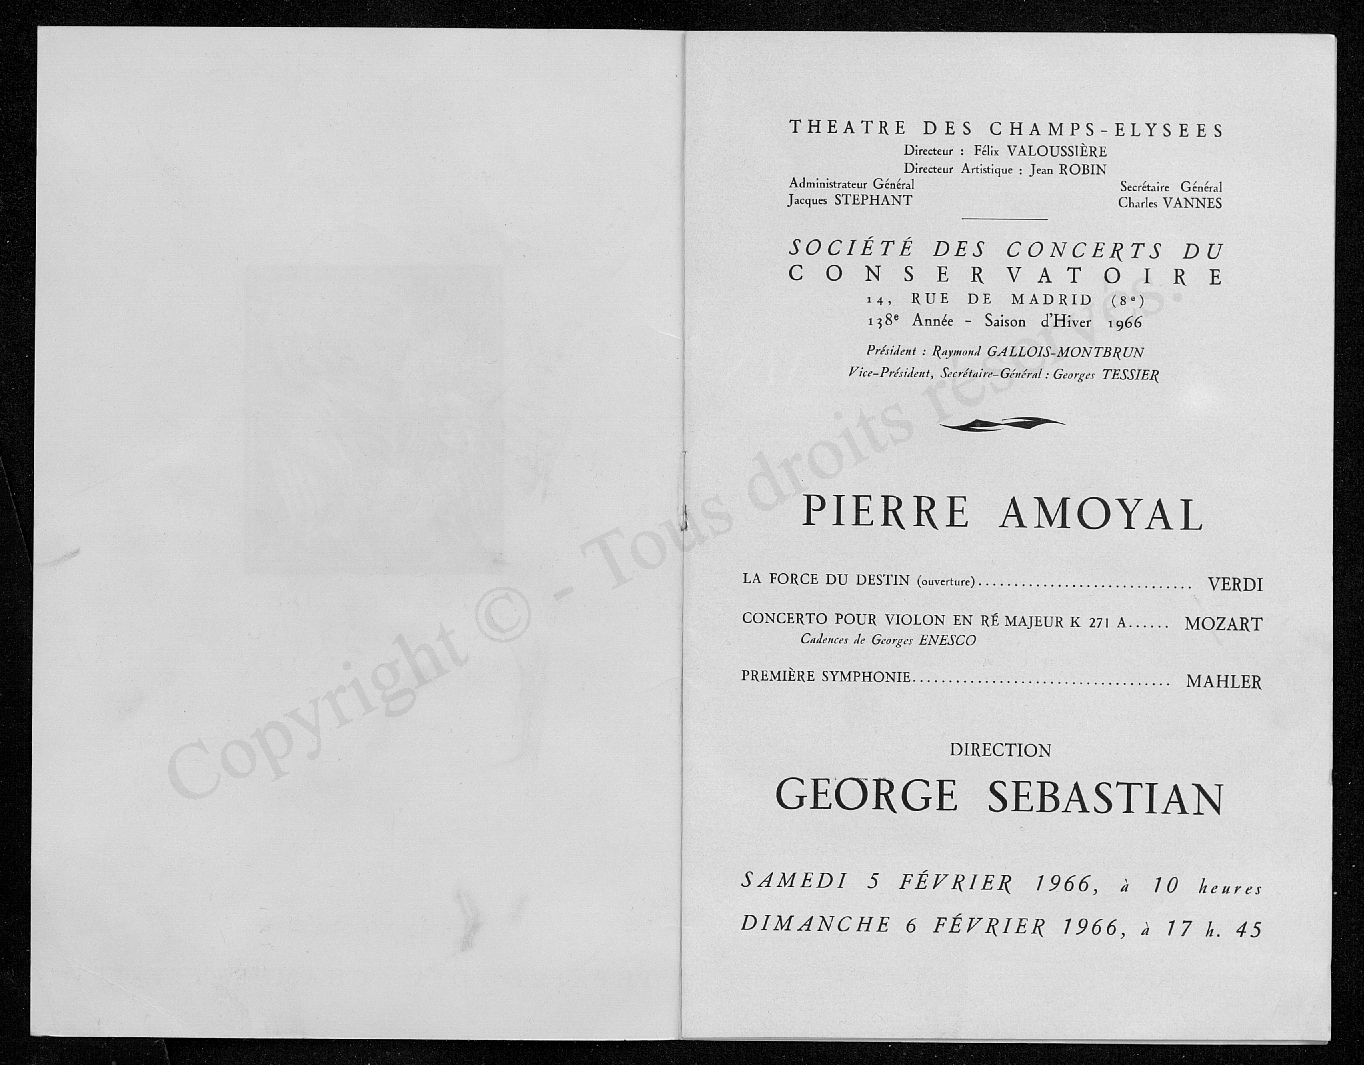 THEATRE DES CHAMPS-ELYSEES
Directeur : Félix VALOUSSIÈRE
Directeur Artistique : Jean ROBIN
Administrateur Général
Jacques STEPHANT
Secrétaire Général
Charles VANNES
SOCIÉTÉ DES CONCERTS DU
CONSERVATOIRE
14, RUE DE MADRID (8e)
138e Année - Saison d'Hiver 1966
Président : Raymond GALLOIS-MONTBRUN
Vice-Président, Secrétaire-Général : Georges TESSIER
PIERRE AMOYAL
LA FORCE DU DESTIN (ouverture).............................. VERDI
CONCERTO POUR VIOLON EN RÉ MAJEUR K 271 A...... MOZART
Cadences de Georges ENESCO
PREMIÈRE SYMPHONIE.................................... MAHLER
DIRECTION
GEORGE SEBASTIAN
SAMEDI 5 FÉVRIER 1966, à 10 heures
DIMANCHE 6 FÉVRIER 1966, à 17 h. 45
Copyright © - Tous droits réservés.